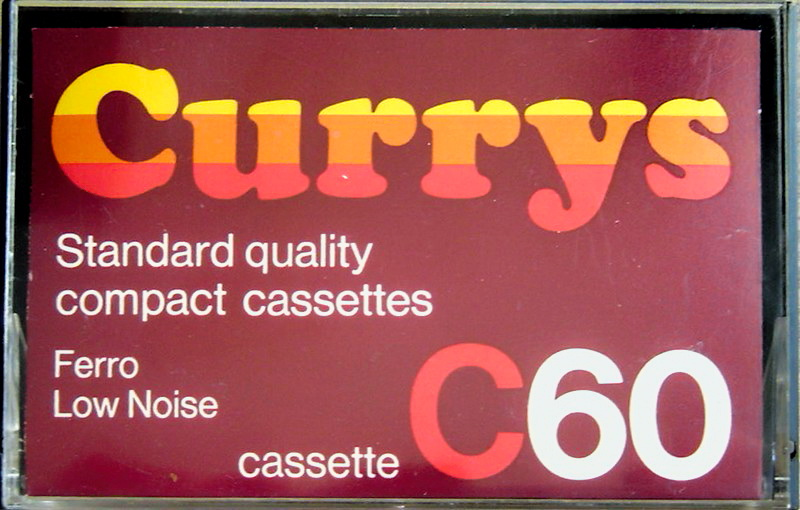 Currys
Standard quality
compact cassettes
Ferro
Low Noise
cassette C60